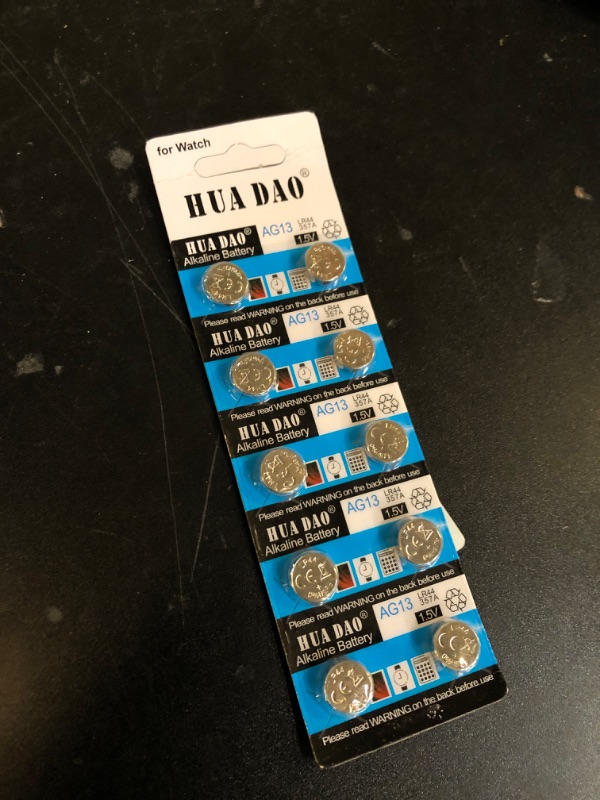 for Watch
HUA DAO®
HUA DAO® AG13 LR44 357A
Alkaline Battery 1.5V
Please read WARNING on the back before use
HUA DAO® AG13 LR44 357A
Alkaline Battery 1.5V
Please read WARNING on the back before use
HUA DAO® AG13 LR44 357A
Alkaline Battery 1.5V
Please read WARNING on the back before use
HUA DAO® AG13 LR44 357A
Alkaline Battery 1.5V
LR44
CE
Please read WARNING on the back before use
HUA DAO® AG13 LR44 357A
Alkaline Battery 1.5V
CE
Please read WARNING on the back before use